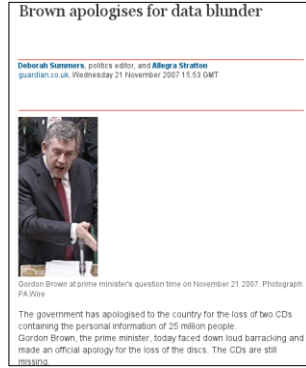 Brown apologises for data blunder
Deborah Summers, politics editor, and Allegra Stratton
guardian.co.uk, Wednesday 21 November 2007 15.53 GMT
Gordon Brown at prime minister's question time on November 21 2007. Photograph:
PA Wire
The government has apologised to the country for the loss of two CDs
containing the personal information of 25 million people.
Gordon Brown, the prime minister, today faced down loud barracking and
made an official apology for the loss of the discs. The CDs are still
missing.